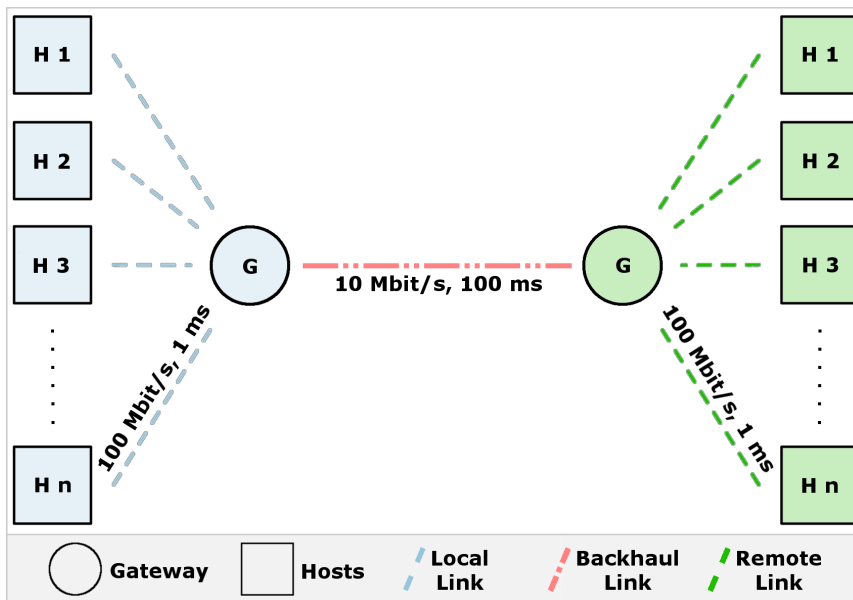 H 1
H 1
H 2
H 2
H 3
H 3
G
G
10 Mbit/s, 100 ms
100 Mbit/s, 1 ms
100 Mbit/s, 1 ms
H n
H n
Gateway
Hosts
Local
Link
Backhaul
Link
Remote
Link